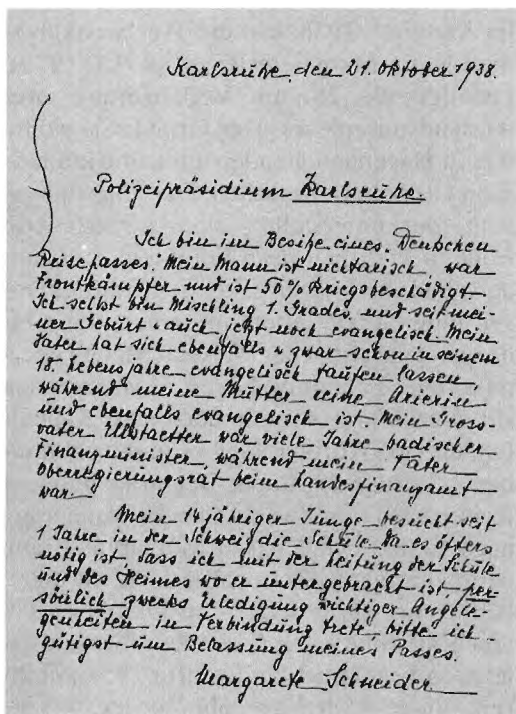 Karlsruhe, den 21. Oktober 1938.
Polizeipräsidium Karlsruhe.
Ich bin im Besitze eines Deutschen
Reisepasses. Mein Mann ist nichtarisch, war
Frontkämpfer und ist 50% kriegsbeschädigt.
Ich selbst bin Mischling 1. Grades, und seit mei-
ner Geburt u. auch jetzt noch evangelisch. Mein
Vater hat sich ebenfalls u. zwar schon in seinem
18. Lebensjahre evangelisch taufen lassen,
während meine Mutter reine Arierin
und ebenfalls evangelisch ist. Mein Gross-
vater Ellstaetter war viele Jahre badischer
Finanzminister, während mein Vater
Oberregierungsrat beim Landesfinanzamt
war.
Mein 14 jähriger Junge besucht seit
1 Jahre in der Schweiz die Schule. Da es öfters
nötig ist, dass ich mit der Leitung der Schule
und des Heimes wo er untergebracht ist per-
sönlich zwecks Erledigung wichtiger Angele-
genheiten in Verbindung trete, bitte ich
gütigst um Belassung meines Passes.
Margarete Schneider